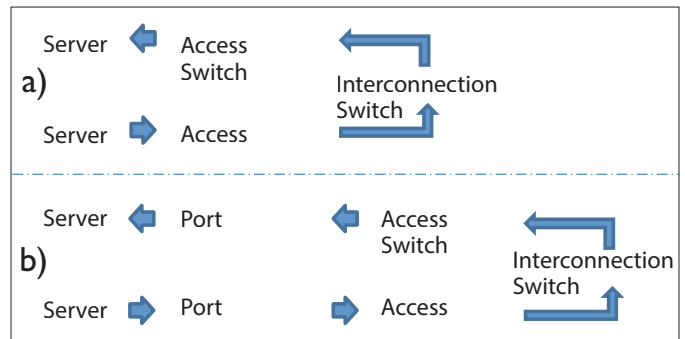 Server
Access
Switch
a)
Interconnection
Switch
Server
Access
Server
Port
Access
Switch
b)
Interconnection
Switch
Server
Port
Access